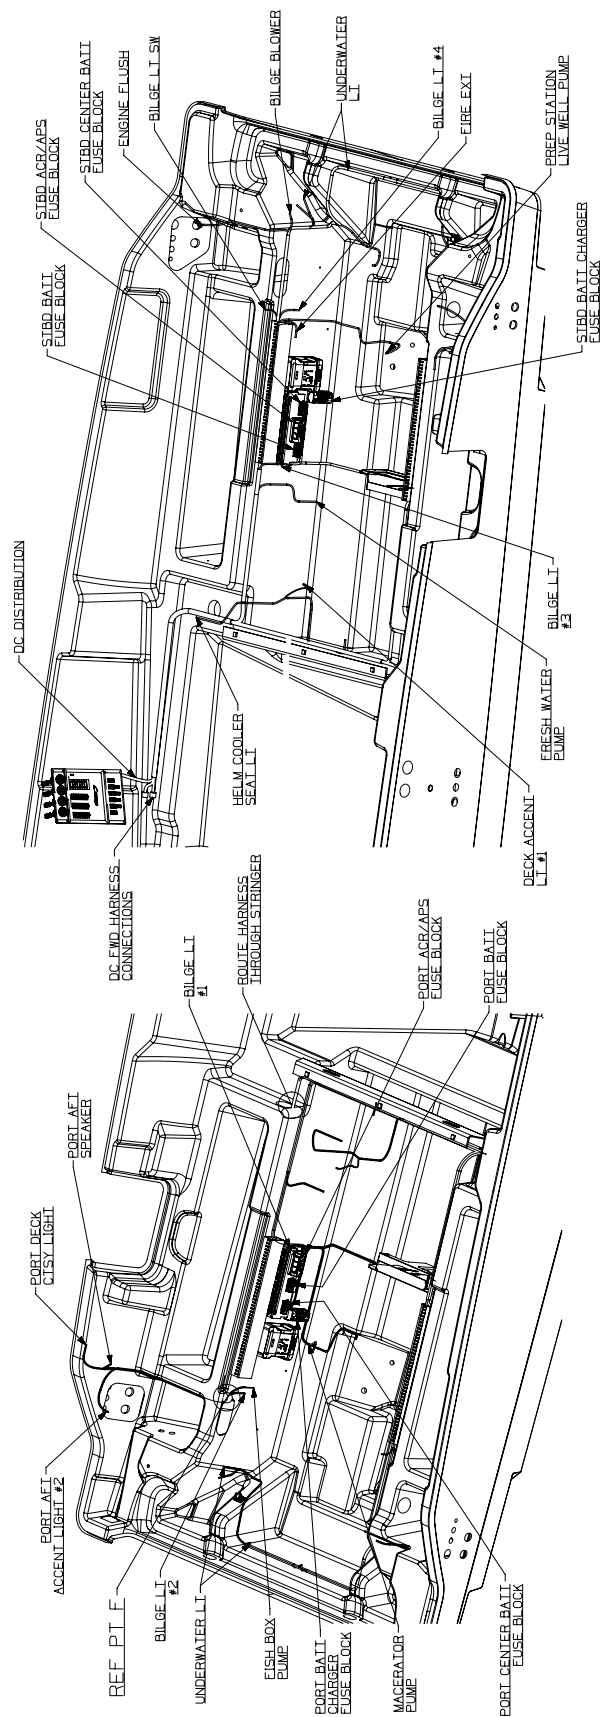 DC DISTRIBUTION
STBD BATT
FUSE BLOCK
STBD ACR/APS
FUSE BLOCK
STBD CENTER BATT
FUSE BLOCK
ENGINE FLUSH
BILGE LT SW
BILGE BLOWER
UNDERWATER
LT
BILGE LT #4
FIRE EXT
PREP STATION
LIVE WELL PUMP
STBD BATT CHARGER
FUSE BLOCK
BILGE LT
#3
FRESH WATER
PUMP
DECK ACCENT
LT #1
HELM COOLER
SEAT LT
DC FWD HARNESS
CONNECTIONS
PORT AFT
ACCENT LIGHT #2
PORT DECK
CTSY LIGHT
PORT AFT
SPEAKER
BILGE LT
#1
ROUTE HARNESS
THROUGH STRINGER
PORT ACR/APS
FUSE BLOCK
PORT BATT
FUSE BLOCK
REF PT F
BILGE LT
#2
UNDERWATER LT
FISH BOX
PUMP
PORT BATT
CHARGER
FUSE BLOCK
MACERATOR
PUMP
PORT CENTER BATT
FUSE BLOCK